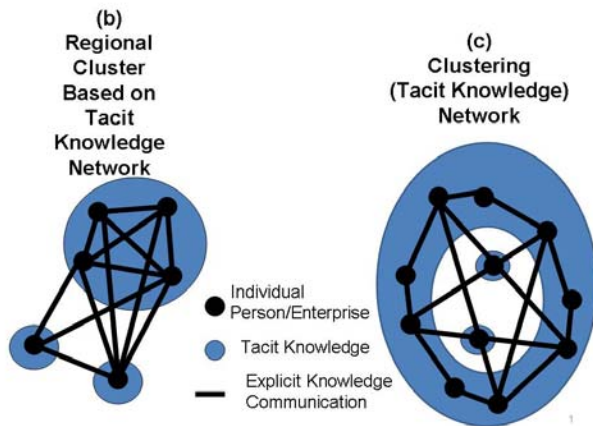 (b)
Regional
Cluster
Based on
Tacit
Knowledge
Network
(c)
Clustering
(Tacit Knowledge)
Network
Individual
Person/Enterprise
Tacit Knowledge
Explicit Knowledge
Communication
1